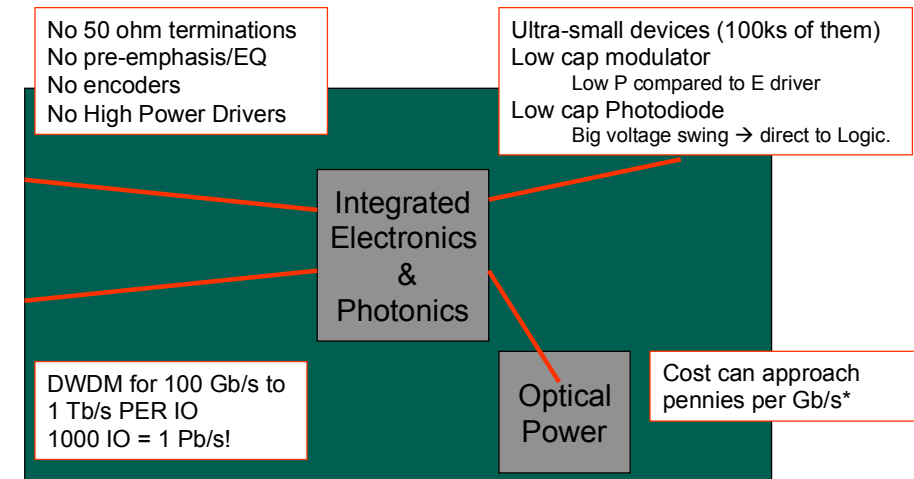 No 50 ohm terminations
No pre-emphasis/EQ
No encoders
No High Power Drivers
Ultra-small devices (100ks of them)
Low cap modulator
Low P compared to E driver
Low cap Photodiode
Big voltage swing → direct to Logic.
Integrated
Electronics
&
Photonics
DWDM for 100 Gb/s to
1 Tb/s PER IO
1000 IO = 1 Pb/s!
Optical
Power
Cost can approach
pennies per Gb/s*